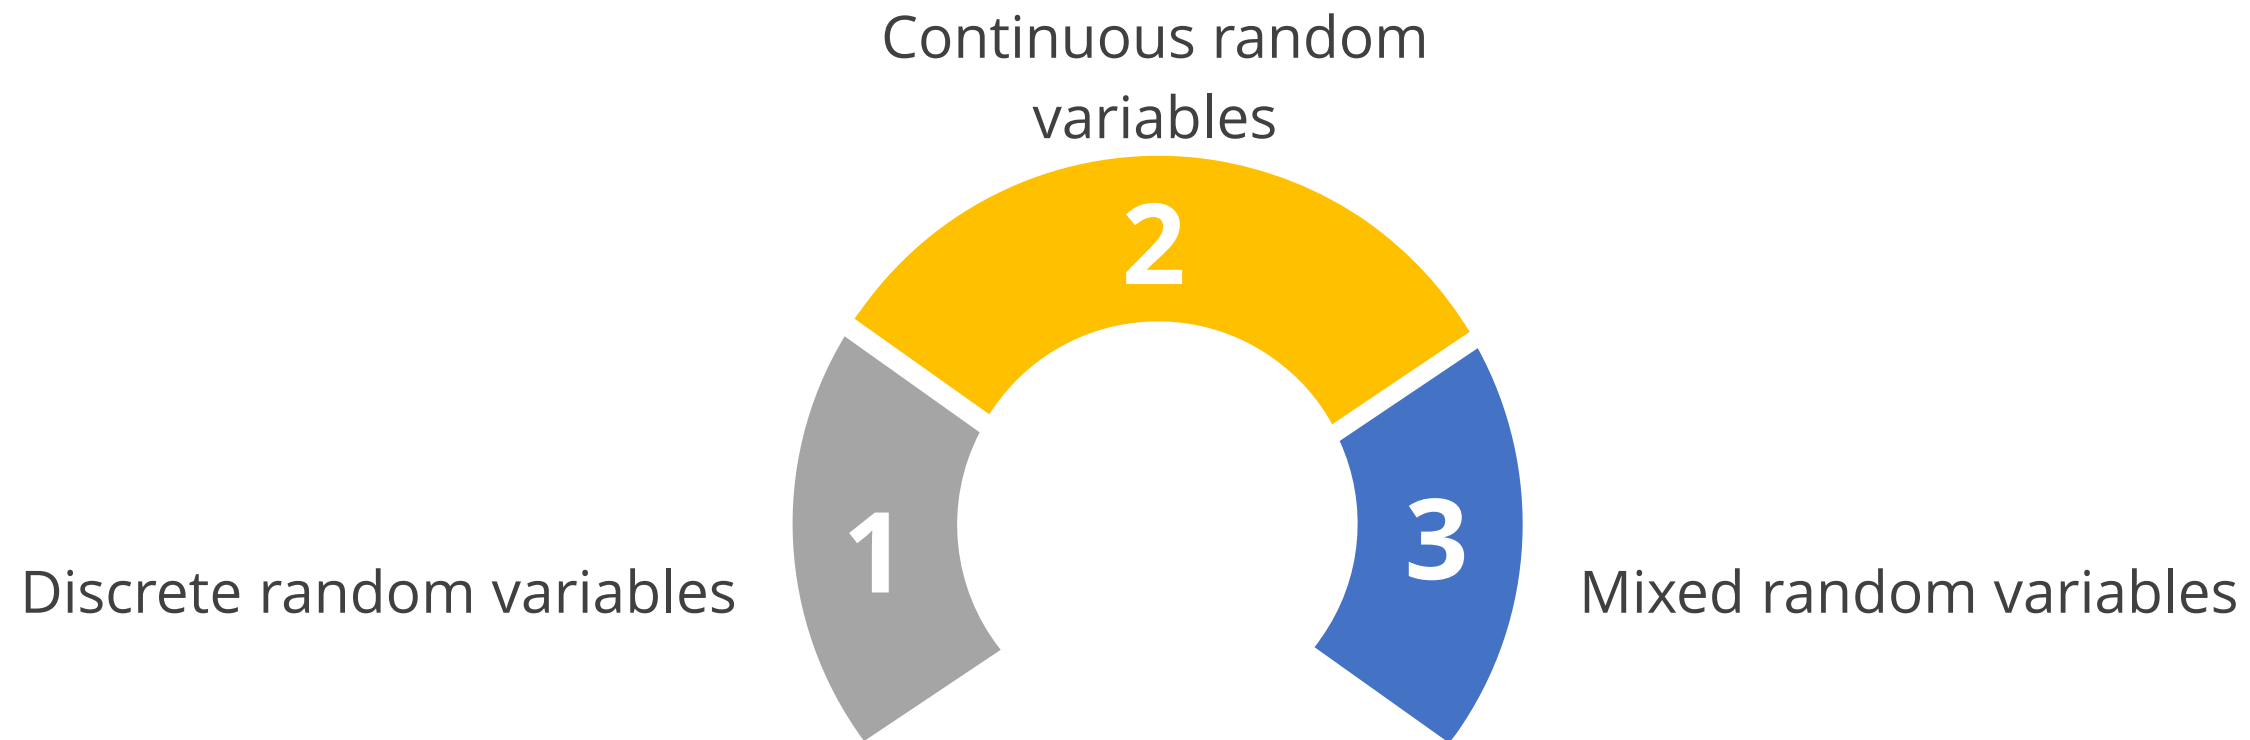 Continuous random
variables
2
1
3
Discrete random variables
Mixed random variables